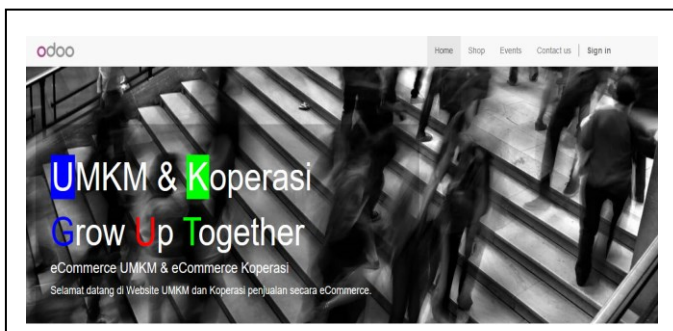 odoo
Home Shop Events Contact us Sign in
UMKM & Koperasi
Grow Up Together
eCommerce UMKM & eCommerce Koperasi
Selamat datang di Website UMKM dan Koperasi penjualan secara eCommerce.